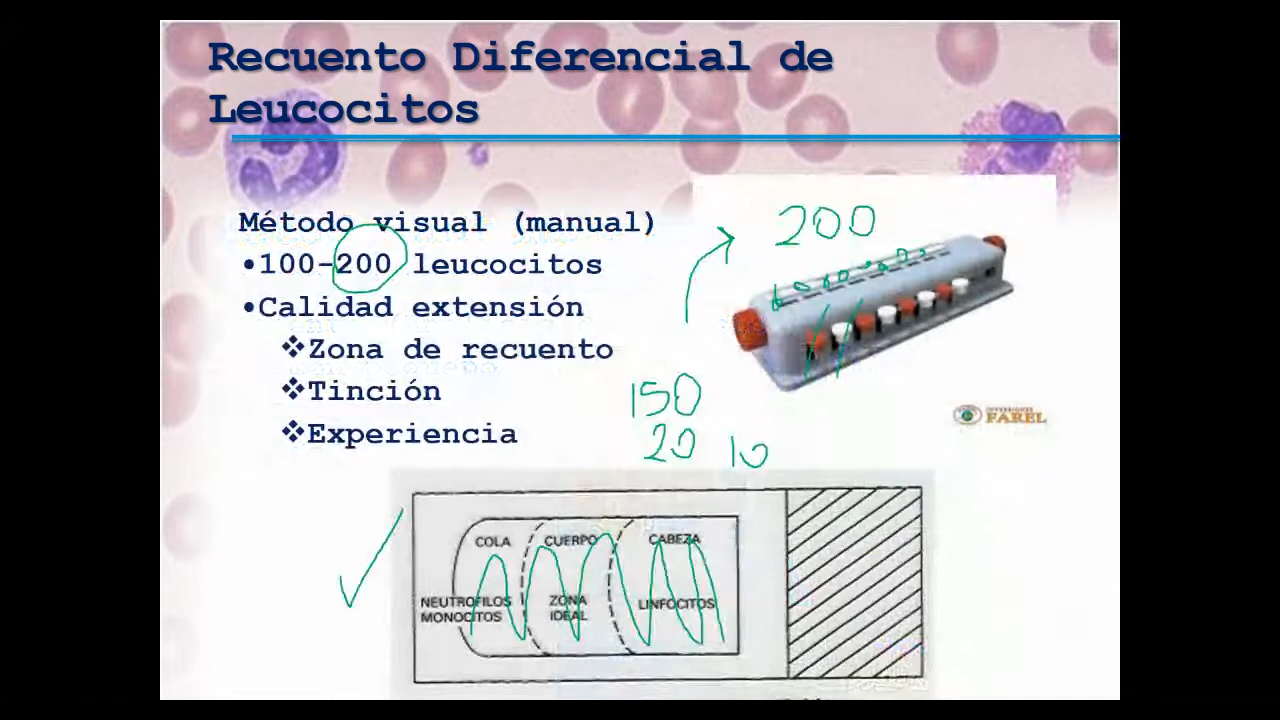 Recuento Diferencial de
Leucocitos
Método visual (manual)
•100-200 leucocitos
•Calidad extensión
❖Zona de recuento
❖Tinción
❖Experiencia
200
150
20 10
FAREL
COLA CUERPO CABEZA
NEUTROFILOS ZONA LINFOCITOS
MONOCITOS IDEAL